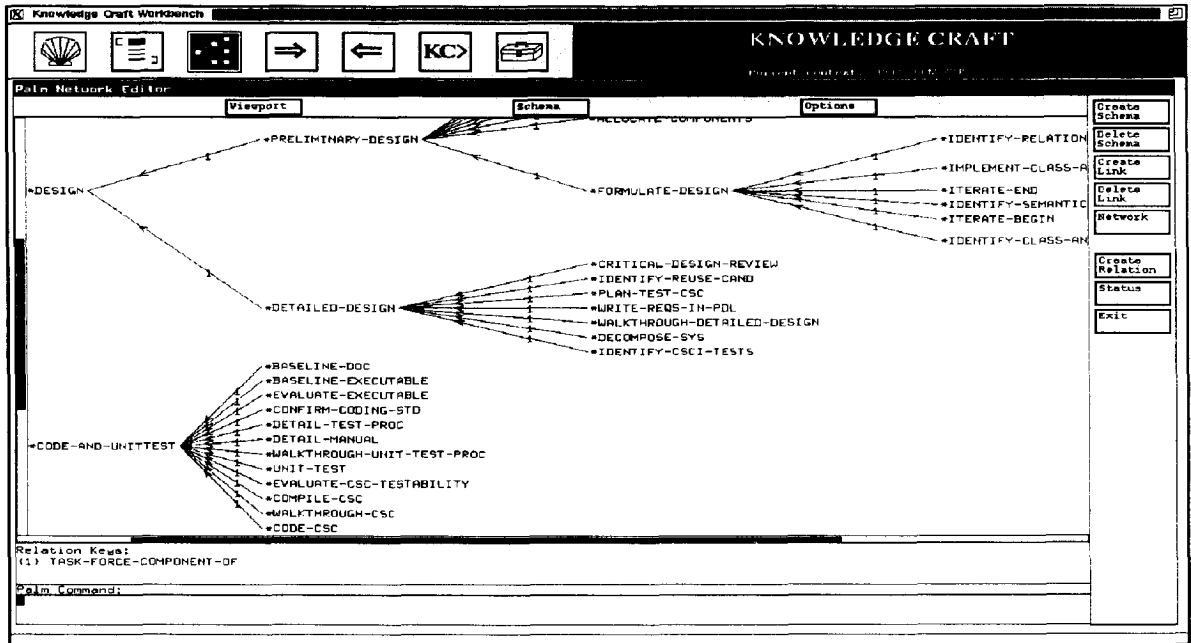 Knowledge Craft Workbench
KC>
KNOWLEDGE CRAFT
Palm Network Editor
Viewport
Schema
Options
Create
Schema
Delete
Schema
Create
Link
Delete
Link
Network
Create
Relation
Status
Exit
*ALLOCATE-COMPONENTS
*PRELIMINARY-DESIGN
*IDENTIFY-RELATION
*IMPLEMENT-CLASS-A
*DESIGN
*FORMULATE-DESIGN
*ITERATE-END
*IDENTIFY-SEMANTIC
*ITERATE-BEGIN
*IDENTIFY-CLASS-AN
*CRITICAL-DESIGN-REVIEW
*IDENTIFY-REUSE-CAND
*PLAN-TEST-CSC
*DETAILED-DESIGN
*WRITE-REQS-IN-PDL
*WALKTHROUGH-DETAILED-DESIGN
*DECOMPOSE-SYS
*IDENTIFY-CSCI-TESTS
*BASELINE-DOC
*BASELINE-EXECUTABLE
*EVALUATE-EXECUTABLE
*CONFIRM-CODING-STD
*DETAIL-TEST-PROC
*CODE-AND-UNITTEST
*DETAIL-MANUAL
*WALKTHROUGH-UNIT-TEST-PROC
*UNIT-TEST
*EVALUATE-CSC-TESTABILITY
*COMPILE-CSC
*WALKTHROUGH-CSC
*CODE-CSC
Relation Keys:
(1) TASK-FORCE-COMPONENT-OF
Palm Command: